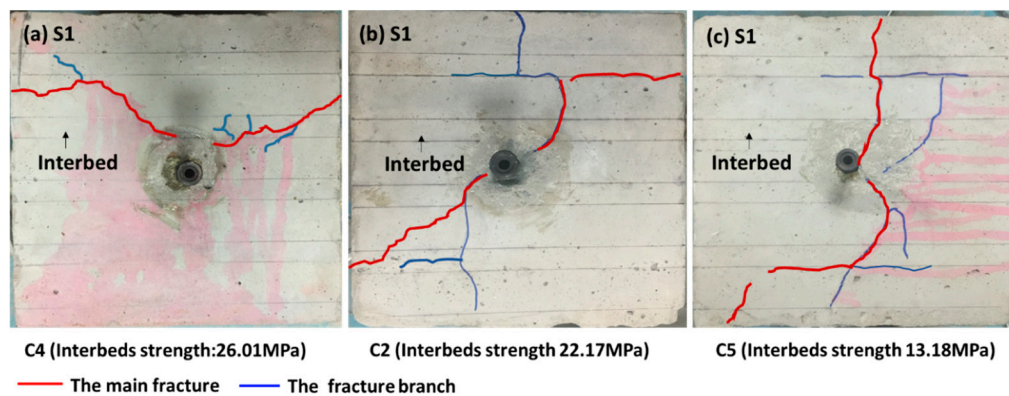 (a) S1
(b) S1
(c) S1
Interbed
Interbed
Interbed
C4 (Interbeds strength:26.01MPa)
C2 (Interbeds strength 22.17MPa)
C5 (Interbeds strength 13.18MPa)
The main fracture
The fracture branch